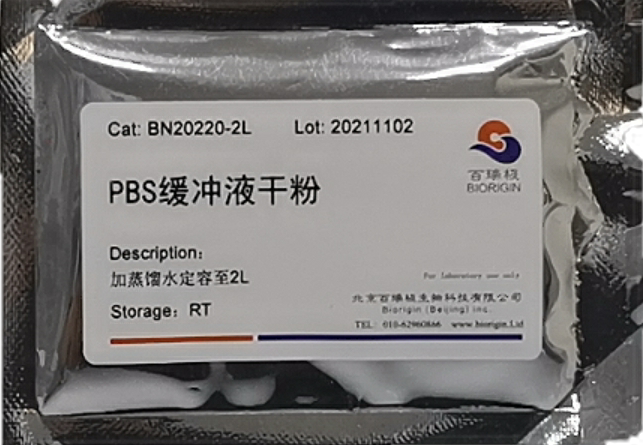 Cat: BN20220-2L Lot: 20211102
百瑞极
BIORIGIN
PBS缓冲液干粉
Description:
加蒸馏水定容至2L
Storage: RT
For laboratory use only
北京百瑞极生物科技有限公司
Biorigin (Beijing) Inc.
TEL: 010-62960866 www.biorigin.Ltd